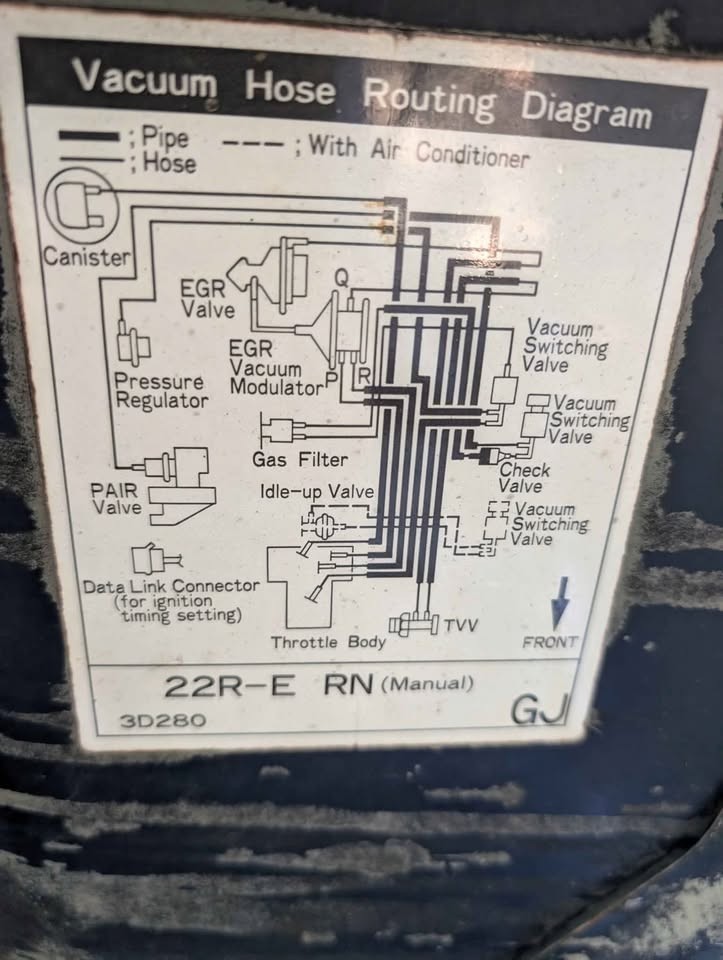 Vacuum Hose Routing Diagram
; Pipe
; With Air Conditioner
; Hose
Canister
EGR
Valve
Q
EGR
Vacuum
Modulator
P
R
Vacuum
Switching
Valve
Pressure
Regulator
Vacuum
Switching
Valve
Gas Filter
Check
Valve
PAIR
Valve
Idle-up Valve
Vacuum
Switching
Valve
Data Link Connector
(for ignition
timing setting)
Throttle Body
TVV
FRONT
22R-E RN (Manual)
3D280
GJ